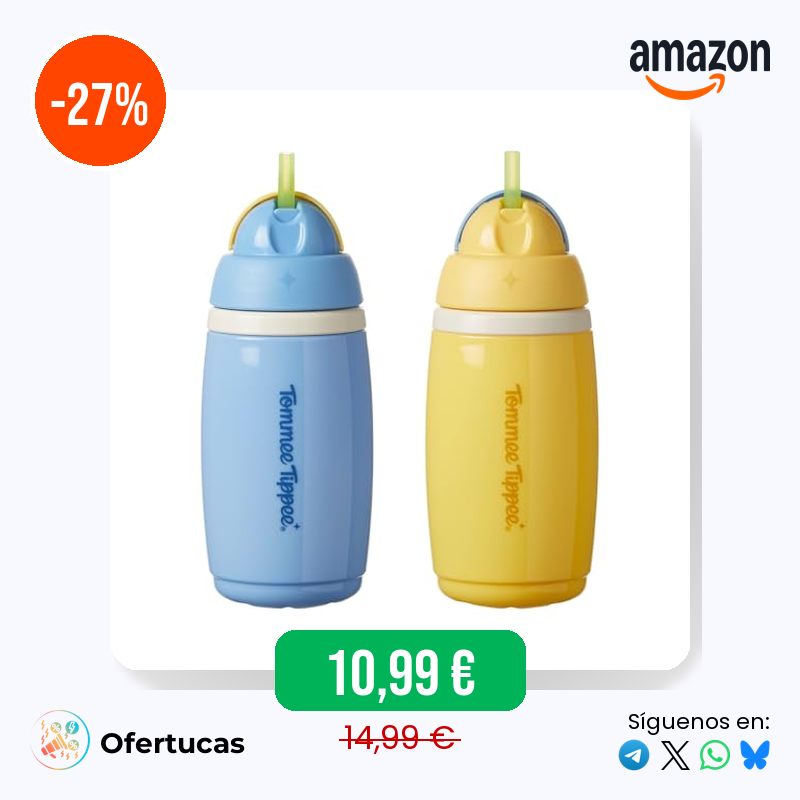 -27%
amazon
Tommee Tippee®
Tommee Tippee®
10,99 €
14,99 €
Ofertucas
Síguenos en: